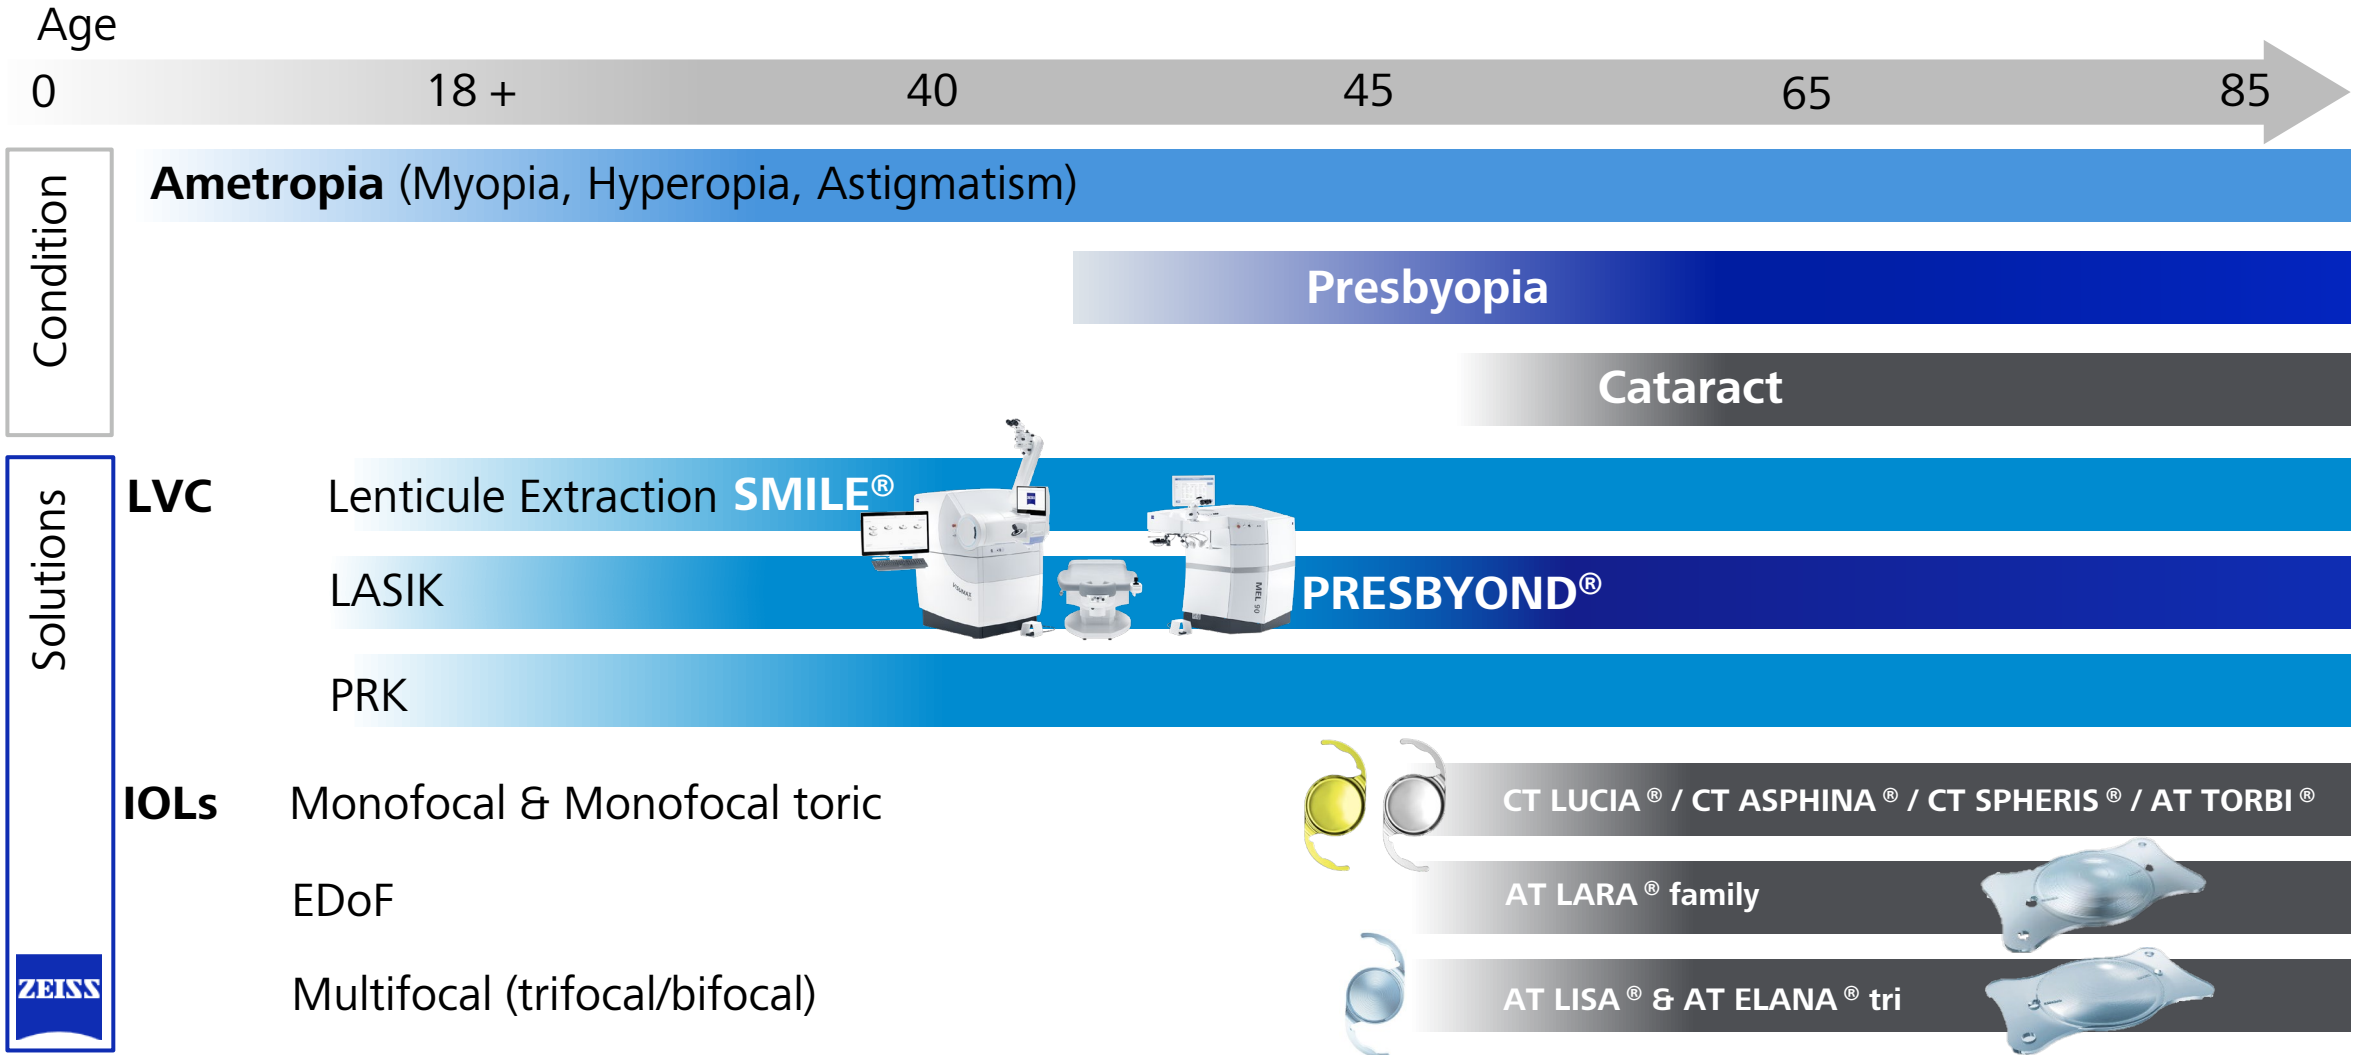 Age
0 18 + 40 45 65 85
Condition
Ametropia (Myopia, Hyperopia, Astigmatism)
Presbyopia
Cataract
Solutions
LVC Lenticule Extraction SMILE®
LASIK PRESBYOND®
MEL 90
PRK
IOLs Monofocal & Monofocal toric CT LUCIA® / CT ASPHINA® / CT SPHERIS® / AT TORBI®
EDoF AT LARA® family
Multifocal (trifocal/bifocal) AT LISA® & AT ELANA® tri
ZEISS